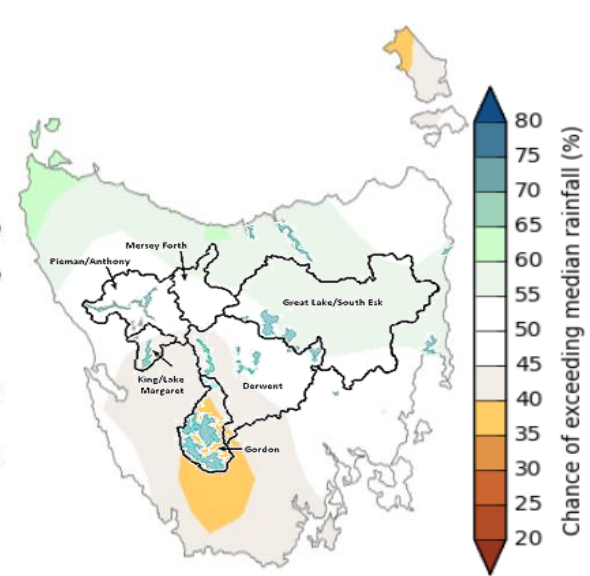 Mersey Forth
Pieman/Anthony
Great Lake/South Esk
King/Lake
Margaret
Derwent
Gordon
80
75
70
65
60
55
50
45
40
35
30
25
20
Chance of exceeding median rainfall (%)